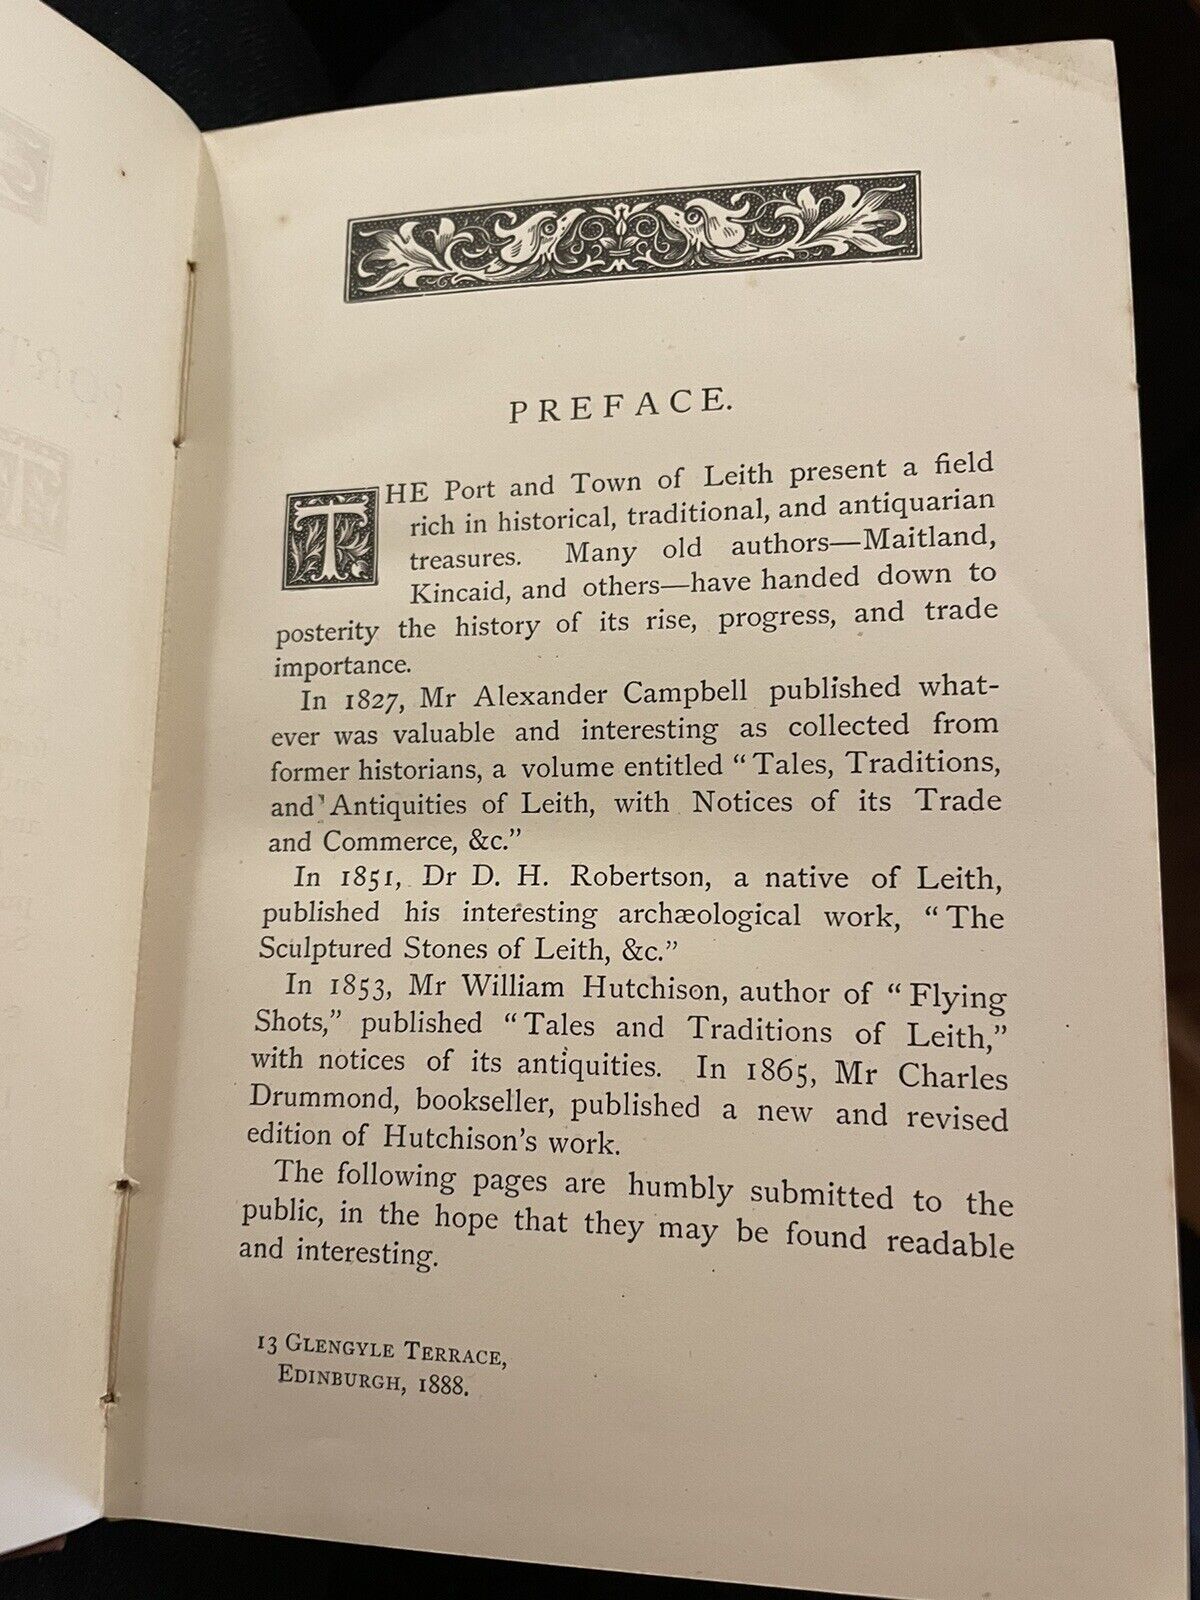 PREFACE.
THE Port and Town of Leith present a field
rich in historical, traditional, and antiquarian
treasures. Many old authors—Maitland,
Kincaid, and others—have handed down to
posterity the history of its rise, progress, and trade
importance.
In 1827, Mr Alexander Campbell published what-
ever was valuable and interesting as collected from
former historians, a volume entitled “Tales, Traditions,
and Antiquities of Leith, with Notices of its Trade
and Commerce, &c.”
In 1851, Dr D. H. Robertson, a native of Leith,
published his interesting archæological work, “The
Sculptured Stones of Leith, &c.”
In 1853, Mr William Hutchison, author of “Flying
Shots,” published “Tales and Traditions of Leith,”
with notices of its antiquities. In 1865, Mr Charles
Drummond, bookseller, published a new and revised
edition of Hutchison’s work.
The following pages are humbly submitted to the
public, in the hope that they may be found readable
and interesting.
13 GLENGYLE TERRACE,
EDINBURGH, 1888.